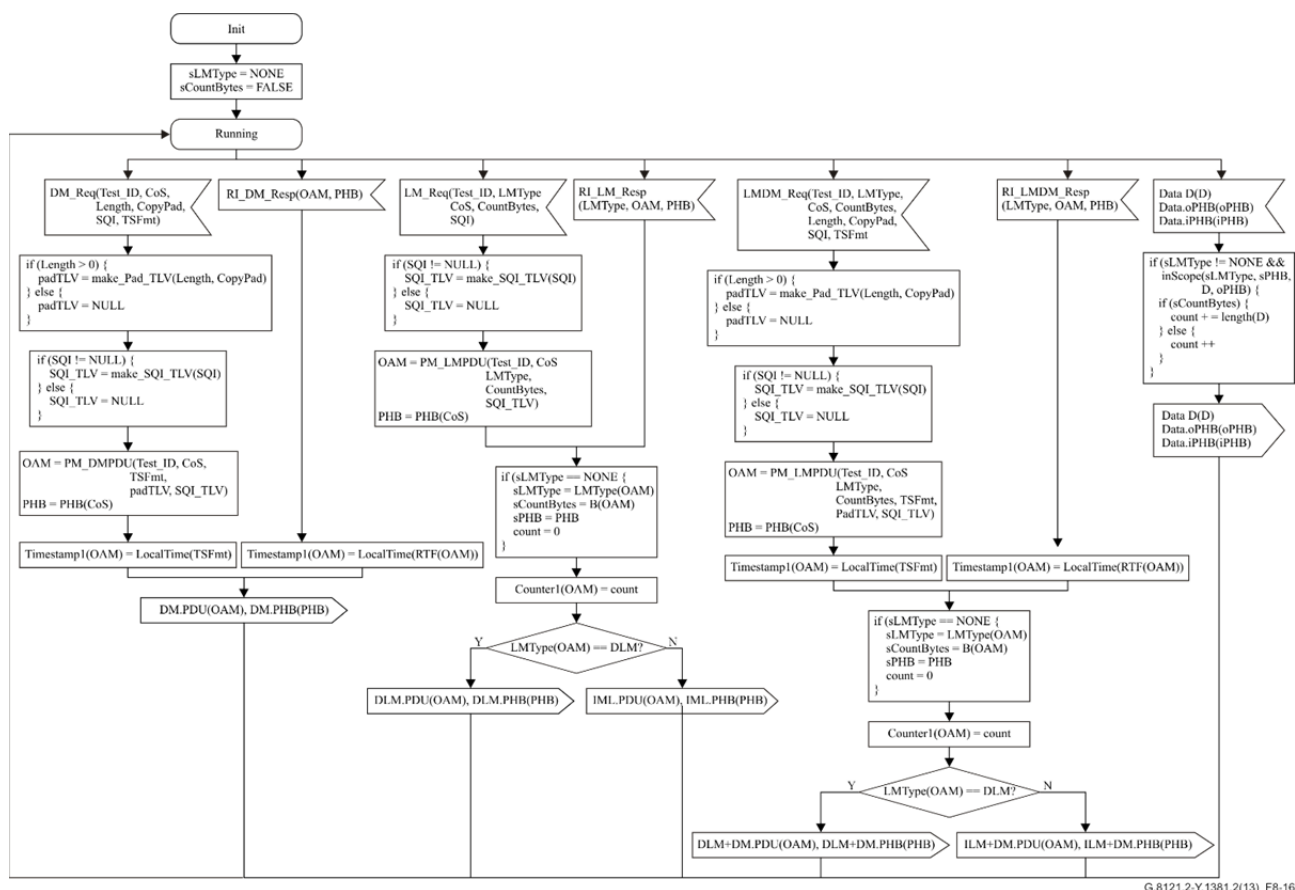 Init
sLMType = NONE
sCountBytes = FALSE
Running
DM_Req(Test_ID, CoS,
Length, CopyPad,
SQI, TSFmt)
RI_DM_Resp(OAM, PHB)
LM_Req(Test_ID, LMType
CoS, CountBytes,
SQI)
RI_LM_Resp
(LMType, OAM, PHB)
LMDM_Req(Test_ID, LMType,
CoS, CountBytes,
Length, CopyPad,
SQI, TSFmt
RI_LMDM_Resp
(LMType, OAM, PHB)
Data D(D)
Data.oPHB(oPHB)
Data.iPHB(iPHB)
if (Length > 0) {
padTLV = make_Pad_TLV(Length, CopyPad)
} else {
padTLV = NULL
}
if (SQI != NULL) {
SQI_TLV = make_SQI_TLV(SQI)
} else {
SQI_TLV = NULL
}
OAM = PM_DMPDU(Test_ID, CoS,
TSFmt,
padTLV, SQI_TLV)
PHB = PHB(CoS)
Timestamp1(OAM) = LocalTime(TSFmt)
Timestamp1(OAM) = LocalTime(RTF(OAM))
DM.PDU(OAM), DM.PHB(PHB)
if (SQI != NULL) {
SQI_TLV = make_SQI_TLV(SQI)
} else {
SQI_TLV = NULL
}
OAM = PM_LMPDU(Test_ID, CoS
LMType,
CountBytes,
SQI_TLV)
PHB = PHB(CoS)
if (sLMType == NONE {
sLMType = LMType(OAM)
sCountBytes = B(OAM)
sPHB = PHB
count = 0
}
Counter1(OAM) = count
Y
LMType(OAM) == DLM?
N
DLM.PDU(OAM), DLM.PHB(PHB)
IML.PDU(OAM), IML.PHB(PHB)
if (Length > 0) {
padTLV = make_Pad_TLV(Length, CopyPad)
} else {
padTLV = NULL
}
if (SQI != NULL) {
SQI_TLV = make_SQI_TLV(SQI)
} else {
SQI_TLV = NULL
}
OAM = PM_LMPDU(Test_ID, CoS
LMType,
CountBytes, TSFmt,
PadTLV, SQI_TLV)
PHB = PHB(CoS)
Timestamp1(OAM) = LocalTime(TSFmt)
Timestamp1(OAM) = LocalTime(RTF(OAM))
if (sLMType == NONE {
sLMType = LMType(OAM)
sCountBytes = B(OAM)
sPHB = PHB
count = 0
}
Counter1(OAM) = count
Y
LMType(OAM) == DLM?
N
DLM+DM.PDU(OAM), DLM+DM.PHB(PHB)
ILM+DM.PDU(OAM), ILM+DM.PHB(PHB)
if (sLMType != NONE &&
inScope(sLMType, sPHB,
D, oPHB) {
if (sCountBytes) {
count + = length(D)
} else {
count ++
}
}
Data D(D)
Data.oPHB(oPHB)
Data.iPHB(iPHB)
G.8121.2-Y.1381.2(13)_F8-16